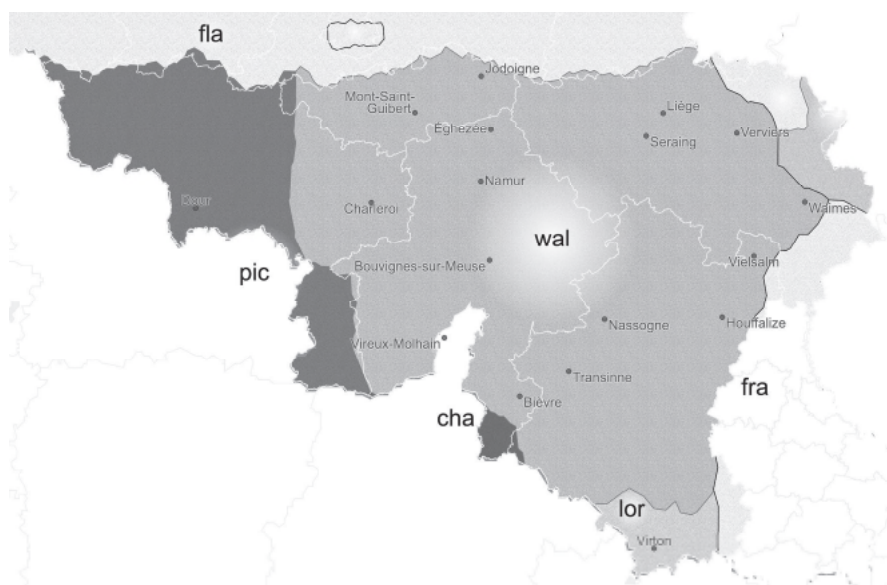 fla
Jodoigne
Mont-Saint-
Guibert
Liège
Éghezée
Seraing
Verviers
Namur
Dour
Charleroi
Waimes
wal
Vielsalm
pic
Bouvignes-sur-Meuse
Nassogne
Houffalize
Vireux-Molhain
Transinne
fra
Bièvre
cha
lor
Virton